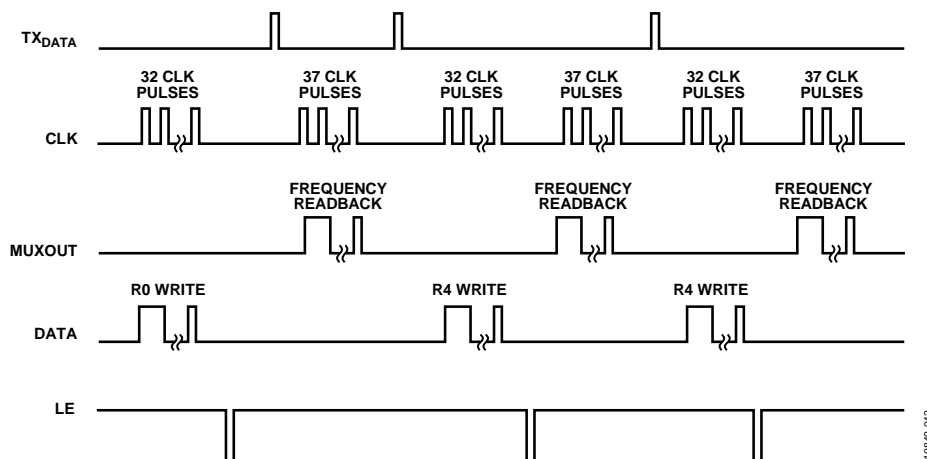 TXDATA
32 CLK
PULSES
37 CLK
PULSES
32 CLK
PULSES
37 CLK
PULSES
32 CLK
PULSES
37 CLK
PULSES
CLK
FREQUENCY
READBACK
FREQUENCY
READBACK
FREQUENCY
READBACK
MUXOUT
R0 WRITE
R4 WRITE
R4 WRITE
DATA
LE